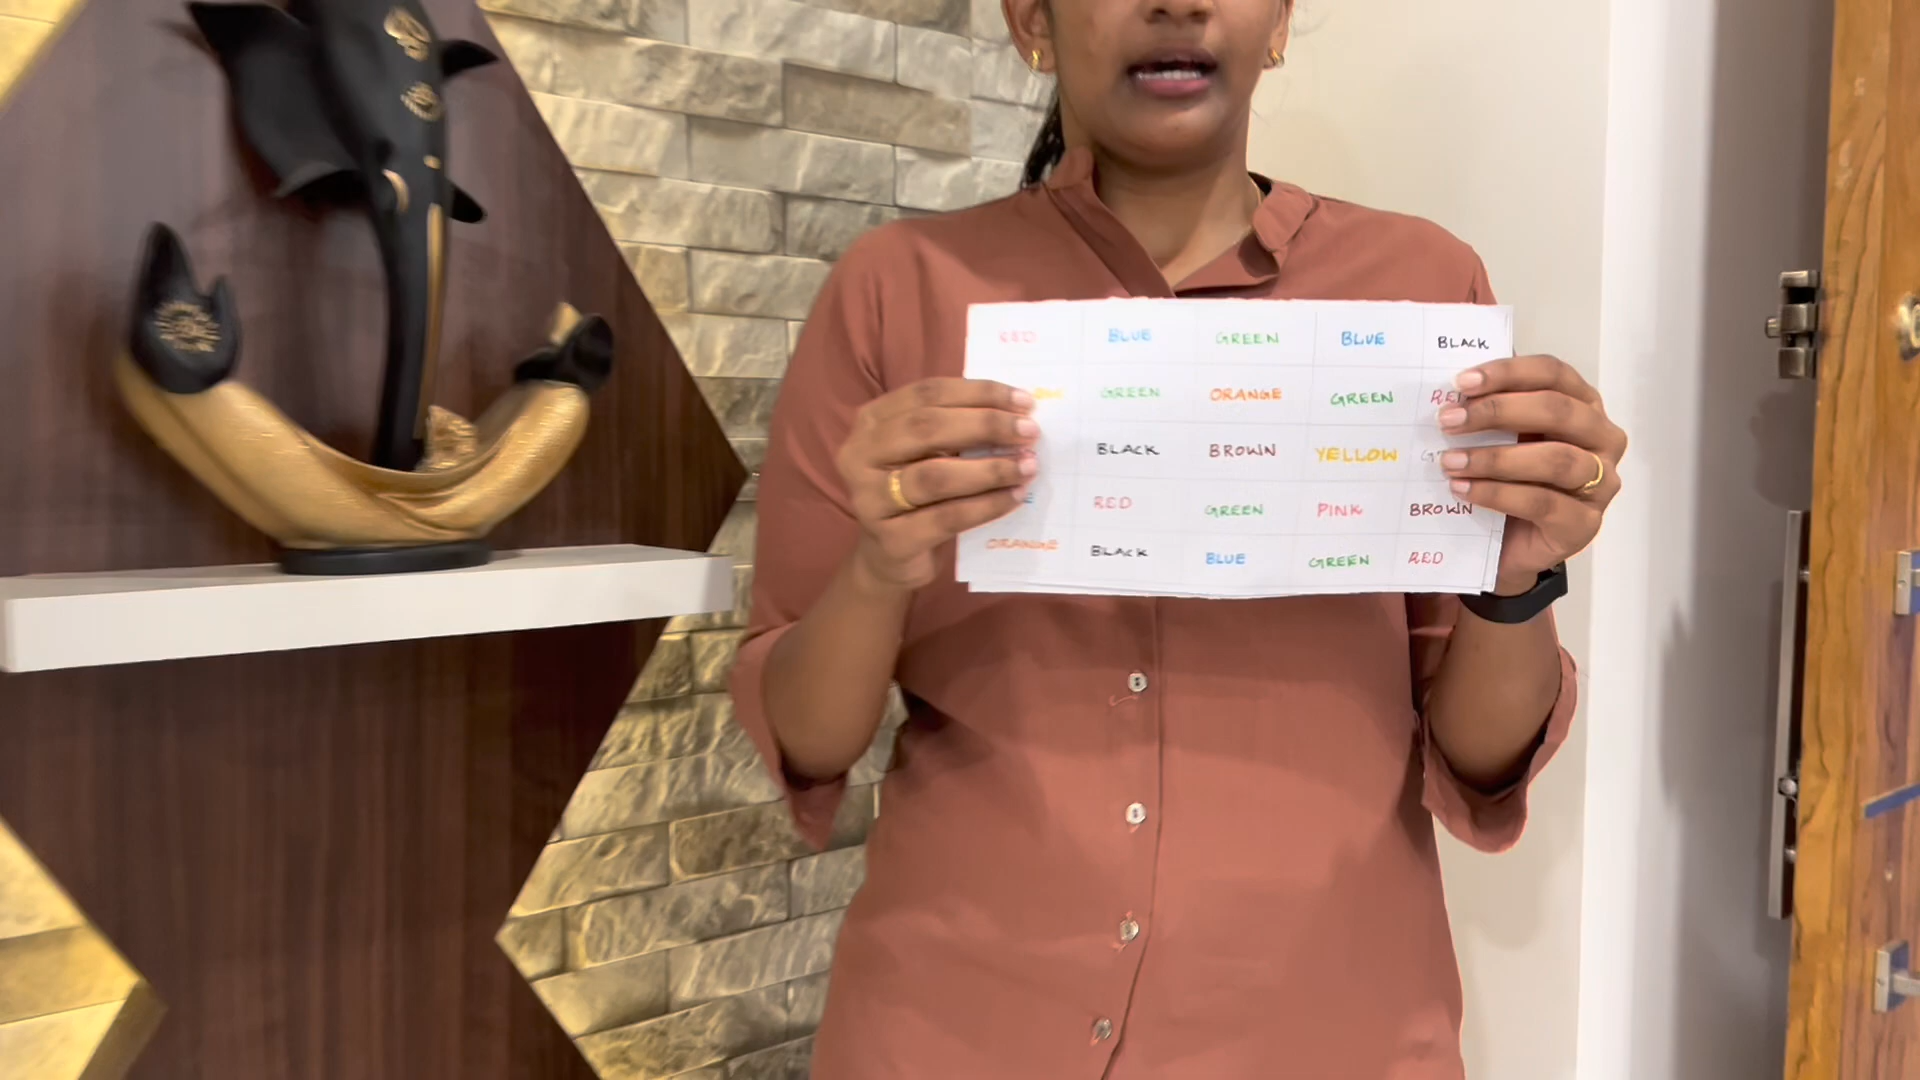 RED BLUE GREEN BLUE BLACK
GREEN ORANGE GREEN
BLACK BROWN YELLOW
RED GREEN PINK BROWN
ORANGE BLACK BLUE GREEN RED